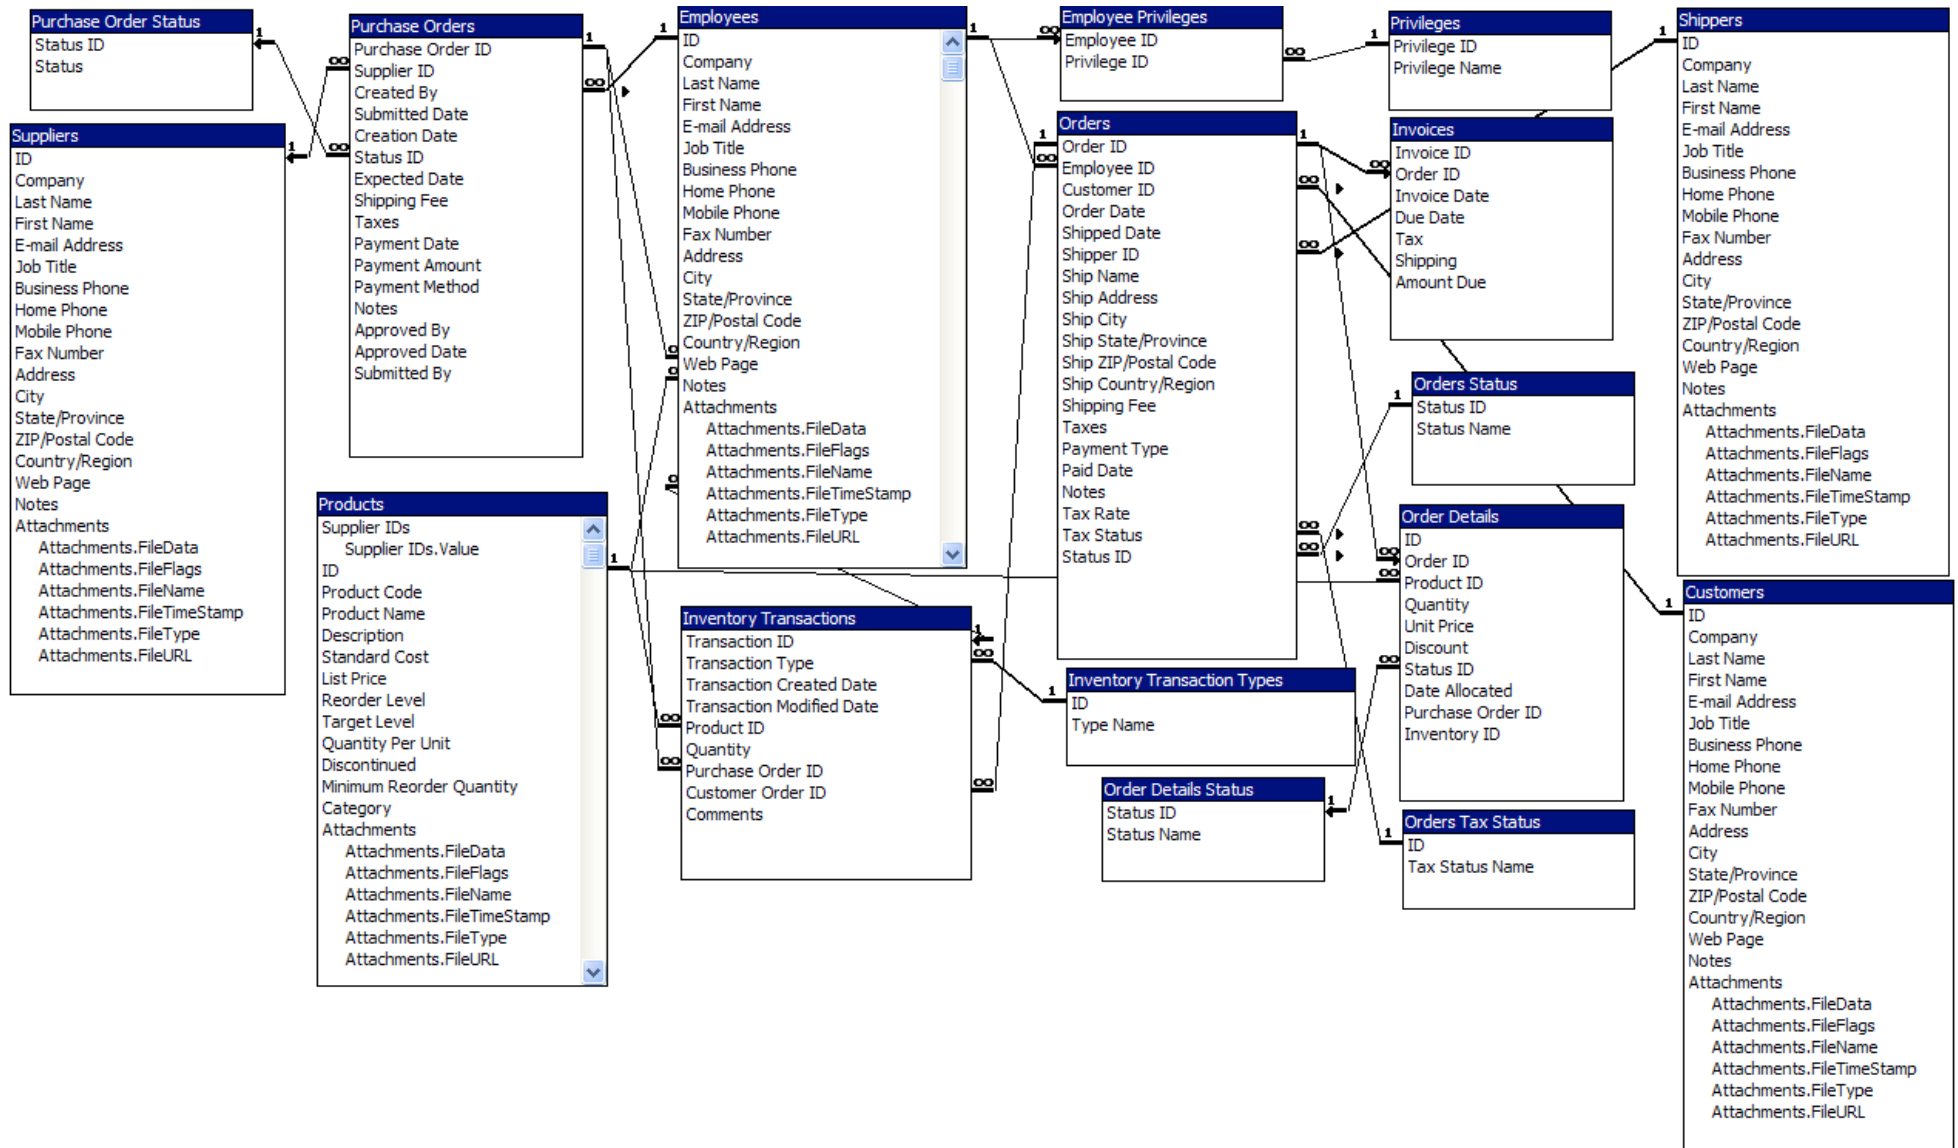 Purchase Order Status
Status ID
Status
Suppliers
ID
Company
Last Name
First Name
E-mail Address
Job Title
Business Phone
Home Phone
Mobile Phone
Fax Number
Address
City
State/Province
ZIP/Postal Code
Country/Region
Web Page
Notes
Attachments
Attachments.FileData
Attachments.FileFlags
Attachments.FileName
Attachments.FileTimeStamp
Attachments.FileType
Attachments.FileURL
Purchase Orders
Purchase Order ID
Supplier ID
Created By
Submitted Date
Creation Date
Status ID
Expected Date
Shipping Fee
Taxes
Payment Date
Payment Amount
Payment Method
Notes
Approved By
Approved Date
Submitted By
Products
Supplier IDs
Supplier IDs.Value
ID
Product Code
Product Name
Description
Standard Cost
List Price
Reorder Level
Target Level
Quantity Per Unit
Discontinued
Minimum Reorder Quantity
Category
Attachments
Attachments.FileData
Attachments.FileFlags
Attachments.FileName
Attachments.FileTimeStamp
Attachments.FileType
Attachments.FileURL
Employees
ID
Company
Last Name
First Name
E-mail Address
Job Title
Business Phone
Home Phone
Mobile Phone
Fax Number
Address
City
State/Province
ZIP/Postal Code
Country/Region
Web Page
Notes
Attachments
Attachments.FileData
Attachments.FileFlags
Attachments.FileName
Attachments.FileTimeStamp
Attachments.FileType
Attachments.FileURL
Inventory Transactions
Transaction ID
Transaction Type
Transaction Created Date
Transaction Modified Date
Product ID
Quantity
Purchase Order ID
Customer Order ID
Comments
Employee Privileges
Employee ID
Privilege ID
Orders
Order ID
Employee ID
Customer ID
Order Date
Shipped Date
Shipper ID
Ship Name
Ship Address
Ship City
Ship State/Province
Ship ZIP/Postal Code
Ship Country/Region
Shipping Fee
Taxes
Payment Type
Paid Date
Notes
Tax Rate
Tax Status
Status ID
Inventory Transaction Types
ID
Type Name
Order Details Status
Status ID
Status Name
Privileges
Privilege ID
Privilege Name
Invoices
Invoice ID
Order ID
Invoice Date
Due Date
Tax
Shipping
Amount Due
Orders Status
Status ID
Status Name
Order Details
ID
Order ID
Product ID
Quantity
Unit Price
Discount
Status ID
Date Allocated
Purchase Order ID
Inventory ID
Orders Tax Status
ID
Tax Status Name
Shippers
ID
Company
Last Name
First Name
E-mail Address
Job Title
Business Phone
Home Phone
Mobile Phone
Fax Number
Address
City
State/Province
ZIP/Postal Code
Country/Region
Web Page
Notes
Attachments
Attachments.FileData
Attachments.FileFlags
Attachments.FileName
Attachments.FileTimeStamp
Attachments.FileType
Attachments.FileURL
Customers
ID
Company
Last Name
First Name
E-mail Address
Job Title
Business Phone
Home Phone
Mobile Phone
Fax Number
Address
City
State/Province
ZIP/Postal Code
Country/Region
Web Page
Notes
Attachments
Attachments.FileData
Attachments.FileFlags
Attachments.FileName
Attachments.FileTimeStamp
Attachments.FileType
Attachments.FileURL